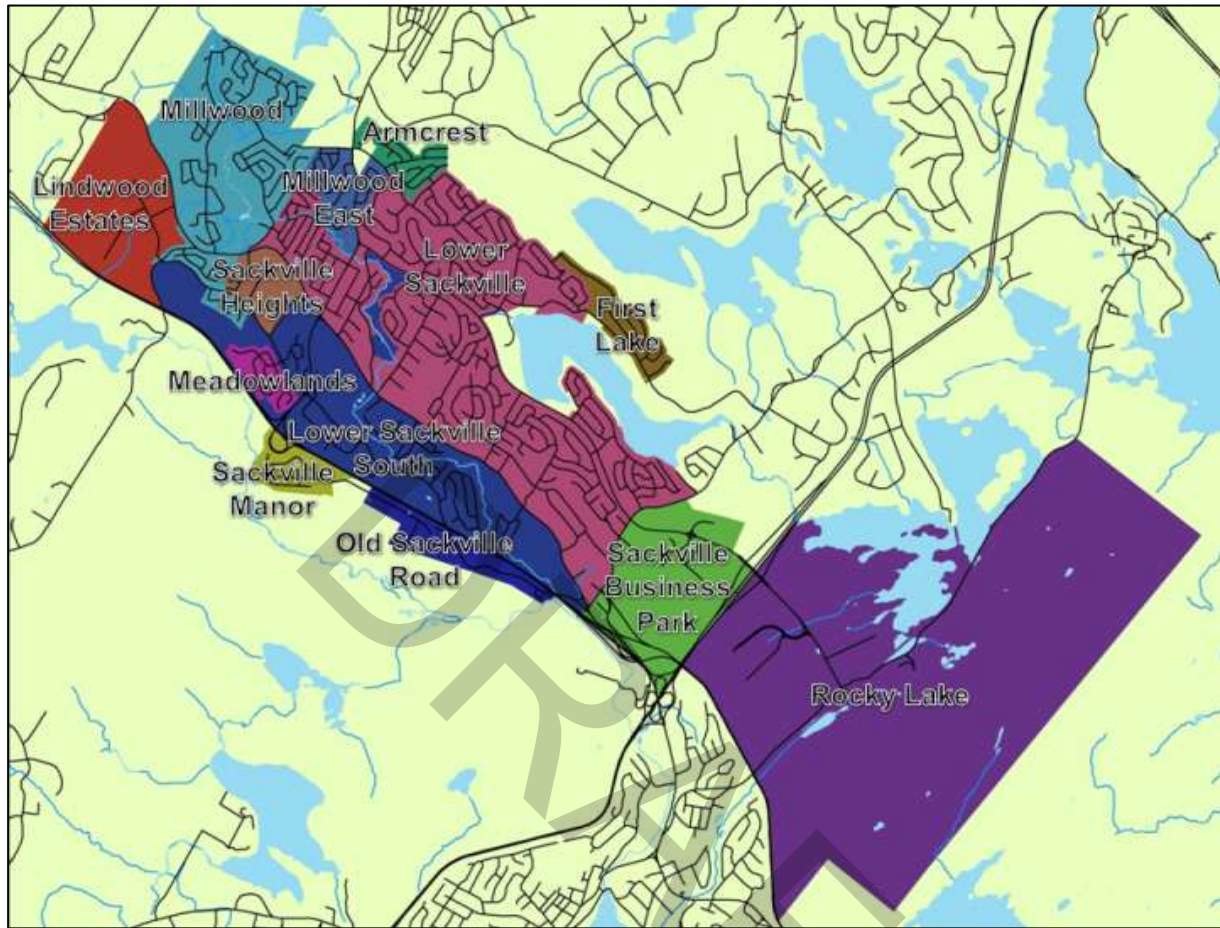 Millwood
Armcrest
Lindwood
Estates
Millwood
East
Lower
Sackville
Sackville
Heights
First
Lake
Meadowlands
Lower Sackville
South
Sackville
Manor
Old Sackville
Road
Sackville
Business
Park
Rocky Lake
DRAFT